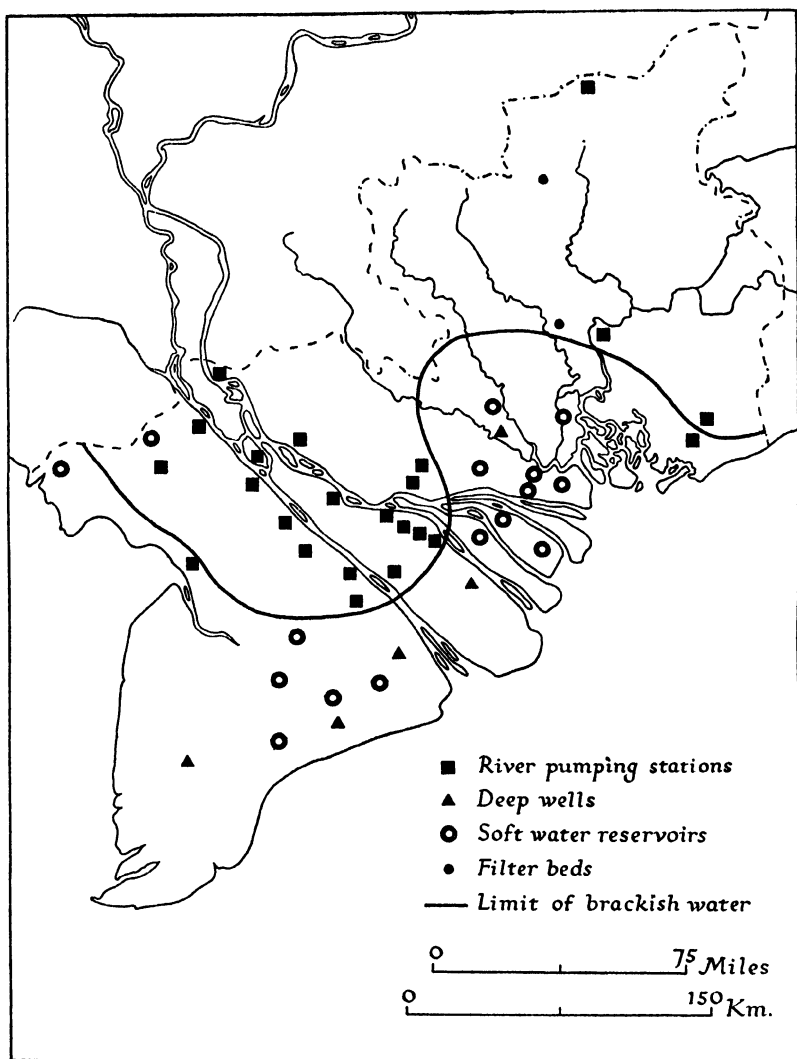 River pumping stations
Deep wells
Soft water reservoirs
Filter beds
Limit of brackish water
0 75 Miles
0 150 Km.